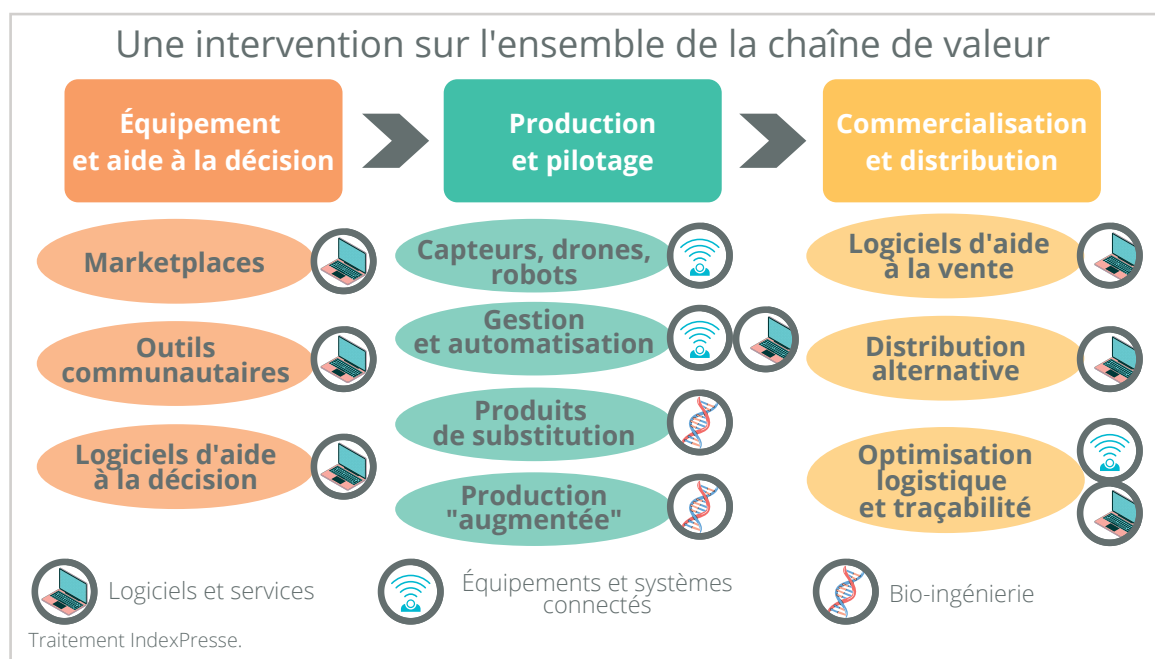 Une intervention sur l'ensemble de la chaîne de valeur
Équipement
et aide à la décision
Production
et pilotage
Commercialisation
et distribution
Marketplaces
Outils
communautaires
Logiciels d'aide
à la décision
Capteurs, drones,
robots
Gestion
et automatisation
Produits
de substitution
Production
"augmentée"
Logiciels d'aide
à la vente
Distribution
alternative
Optimisation
logistique
et traçabilité
Logiciels et services
Équipements et systèmes
connectés
Bio-ingénierie
Traitement IndexPresse.